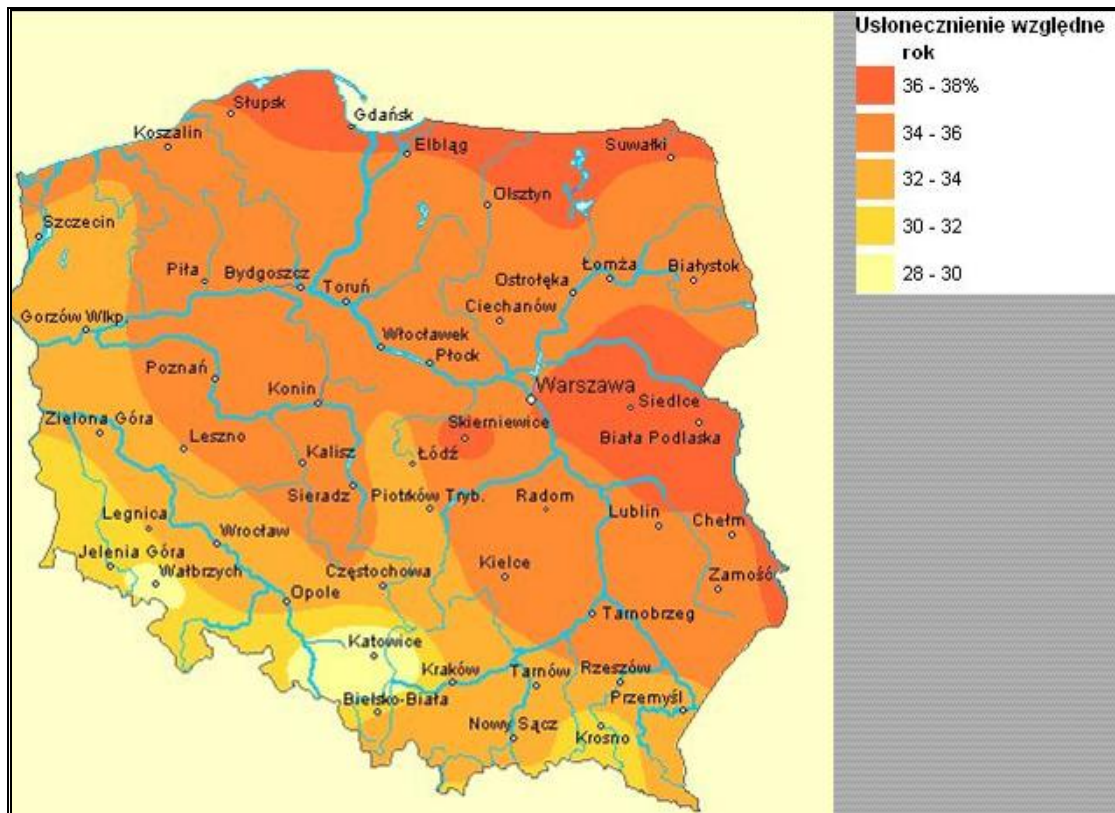 Usłonecznienie względne
rok
36 - 38%
34 - 36
32 - 34
30 - 32
28 - 30
Słupsk
Gdańsk
Koszalin
Elbląg
Suwałki
Olsztyn
Szczecin
Piła
Bydgoszcz
Toruń
Ostrołęka
Łomża
Białystok
Ciechanów
Gorzów Wlkp.
Włocławek
Płock
Poznań
Konin
Warszawa
Siedlce
Zielona Góra
Leszno
Skierniewice
Biała Podlaska
Kalisz
Łódź
Sieradz
Piotrków Tryb.
Radom
Lublin
Chełm
Legnica
Wrocław
Jelenia Góra
Wałbrzych
Częstochowa
Kielce
Zamość
Opole
Tarnobrzeg
Katowice
Kraków
Tarnów
Rzeszów
Bielsko-Biała
Przemyśl
Nowy Sącz
Krosno